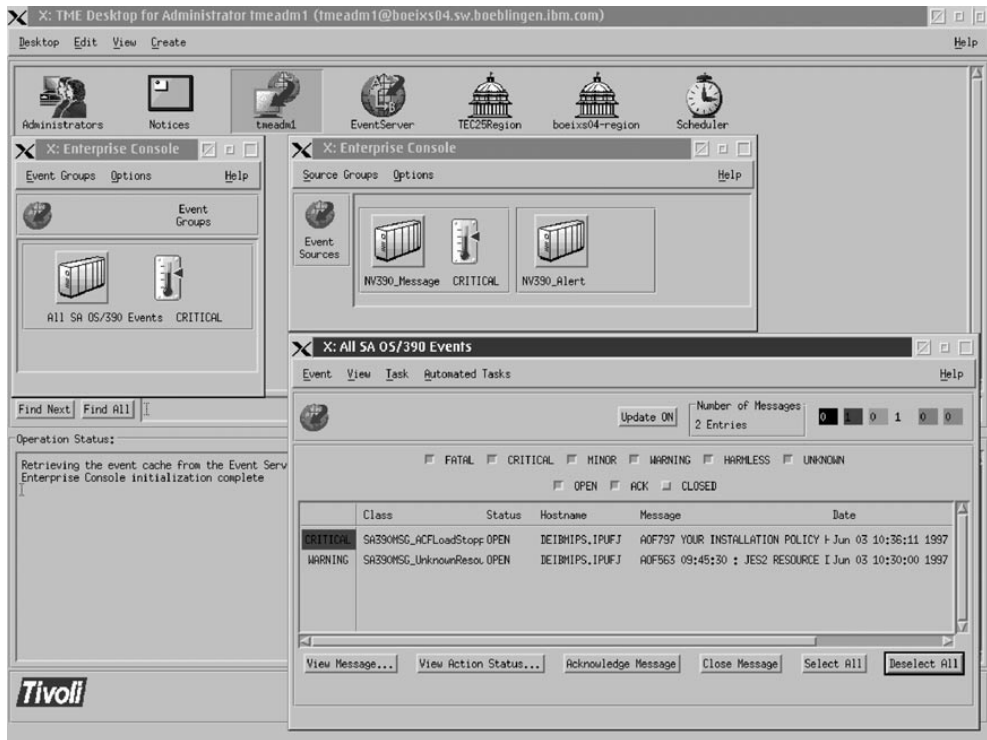 X: TME Desktop for Administrator tmeadm1 (tmeadm1@boeixs04.sw.boeblingen.ibm.com)
Desktop Edit View Create Help
Administrators Notices tmeadm1 EventServer TEC25Region boeixs04-region Scheduler
X: Enterprise Console
Event Groups Options Help
Event
Groups
All SA OS/390 Events CRITICAL
X: Enterprise Console
Source Groups Options Help
Event
Sources
NV390_Message CRITICAL NV390_Alert
Find Next Find All
Operation Status:
Retrieving the event cache from the Event Serv
Enterprise Console initialization complete
X: All SA OS/390 Events
Event View Task Automated Tasks Help
Update ON
Number of Messages
2 Entries
0 1 0 1 0 0
FATAL CRITICAL MINOR WARNING HARMLESS UNKNOWN
OPEN ACK CLOSED
Class Status Hostname Message Date
CRITICAL SA390MSG_ACFLoadStopp OPEN DEIBMIPS.IPUFJ AOF797 YOUR INSTALLATION POLICY Jun 03 10:36:11 1997
WARNING SA390MSG_UnknownResou OPEN DEIBMIPS.IPUFJ AOF563 09:45:30 : JES2 RESOURCE Jun 03 10:30:00 1997
View Message... View Action Status... Acknowledge Message Close Message Select All Deselect All
Tivoli